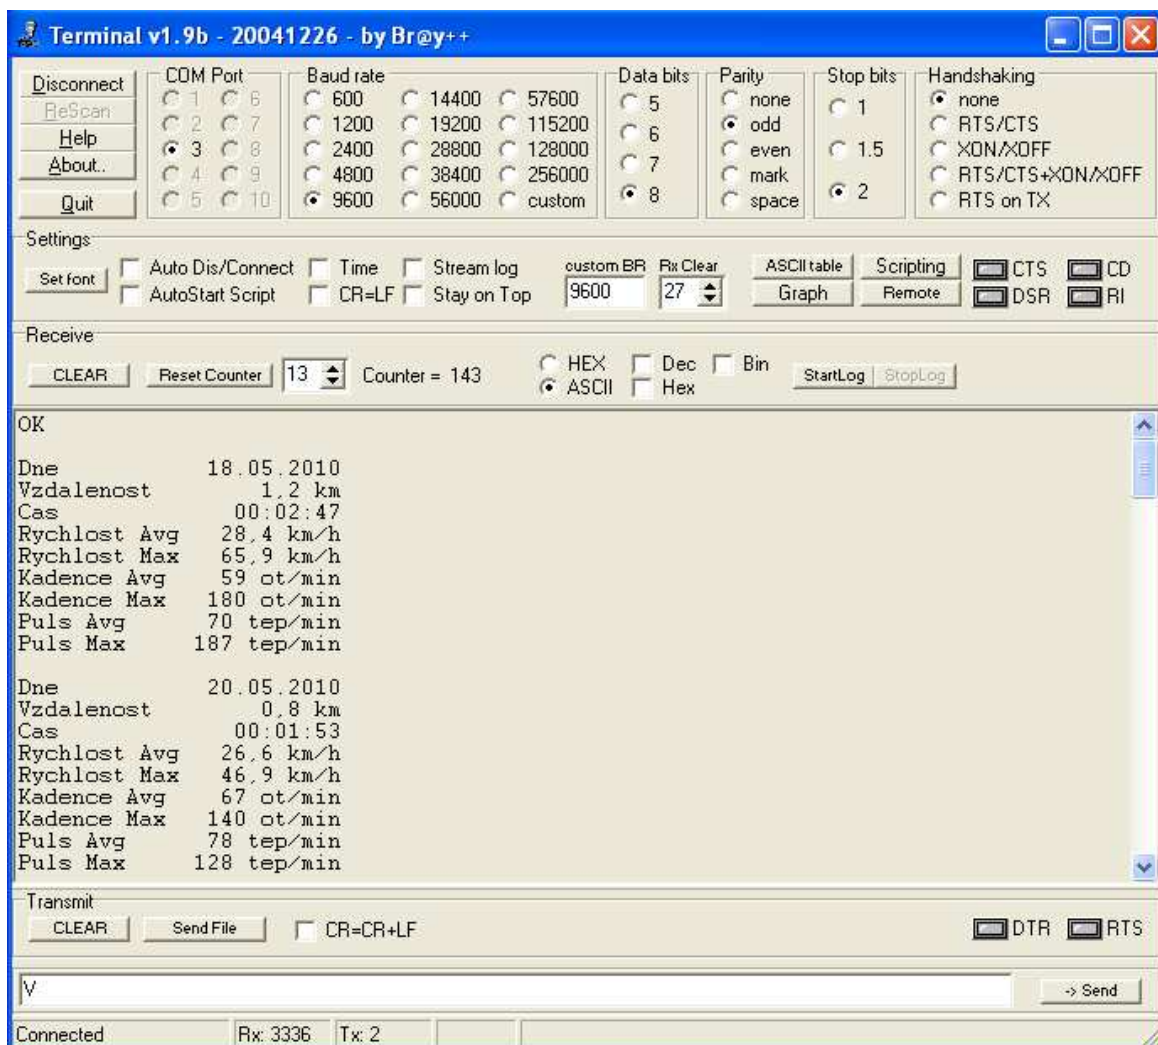 Terminal v1.9b - 20041226 - by Br@y++
Disconnect
ReScan
Help
About..
Quit
COM Port
1 6
2 7
3 8
4 9
5 10
Baud rate
600 14400 57600
1200 19200 115200
2400 28800 128000
4800 38400 256000
9600 56000 custom
Data bits
5
6
7
8
Parity
none
odd
even
mark
space
Stop bits
1
1.5
2
Handshaking
none
RTS/CTS
XON/XOFF
RTS/CTS+XON/XOFF
RTS on TX
Settings
Set font
Auto Dis/Connect Time Stream log
AutoStart Script CR=LF Stay on Top
custom BR Rx Clear
9600 27
ASCII table Scripting
Graph Remote
CTS CD
DSR RI
Receive
CLEAR Reset Counter 13 Counter = 143
HEX Dec Bin
ASCII Hex
StartLog StopLog
OK
Dne 18.05.2010
Vzdalenost 1,2 km
Cas 00:02:47
Rychlost Avg 28,4 km/h
Rychlost Max 65,9 km/h
Kadence Avg 59 ot/min
Kadence Max 180 ot/min
Puls Avg 70 tep/min
Puls Max 187 tep/min
Dne 20.05.2010
Vzdalenost 0,8 km
Cas 00:01:53
Rychlost Avg 26,6 km/h
Rychlost Max 46,9 km/h
Kadence Avg 67 ot/min
Kadence Max 140 ot/min
Puls Avg 78 tep/min
Puls Max 128 tep/min
Transmit
CLEAR Send File CR=CR+LF DTR RTS
V -> Send
Connected Rx: 3336 Tx: 2